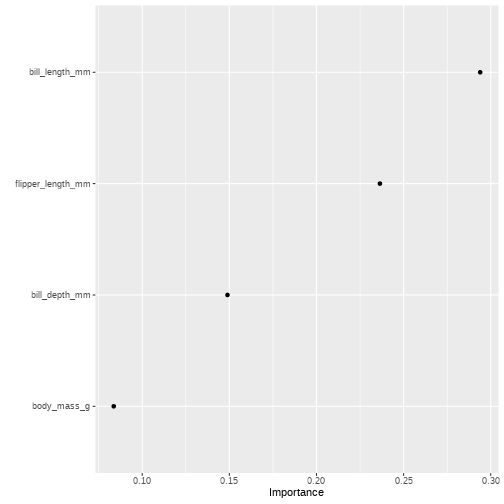 bill_length_mm
flipper_length_mm
bill_depth_mm
body_mass_g
0.10 0.15 0.20 0.25 0.30
Importance